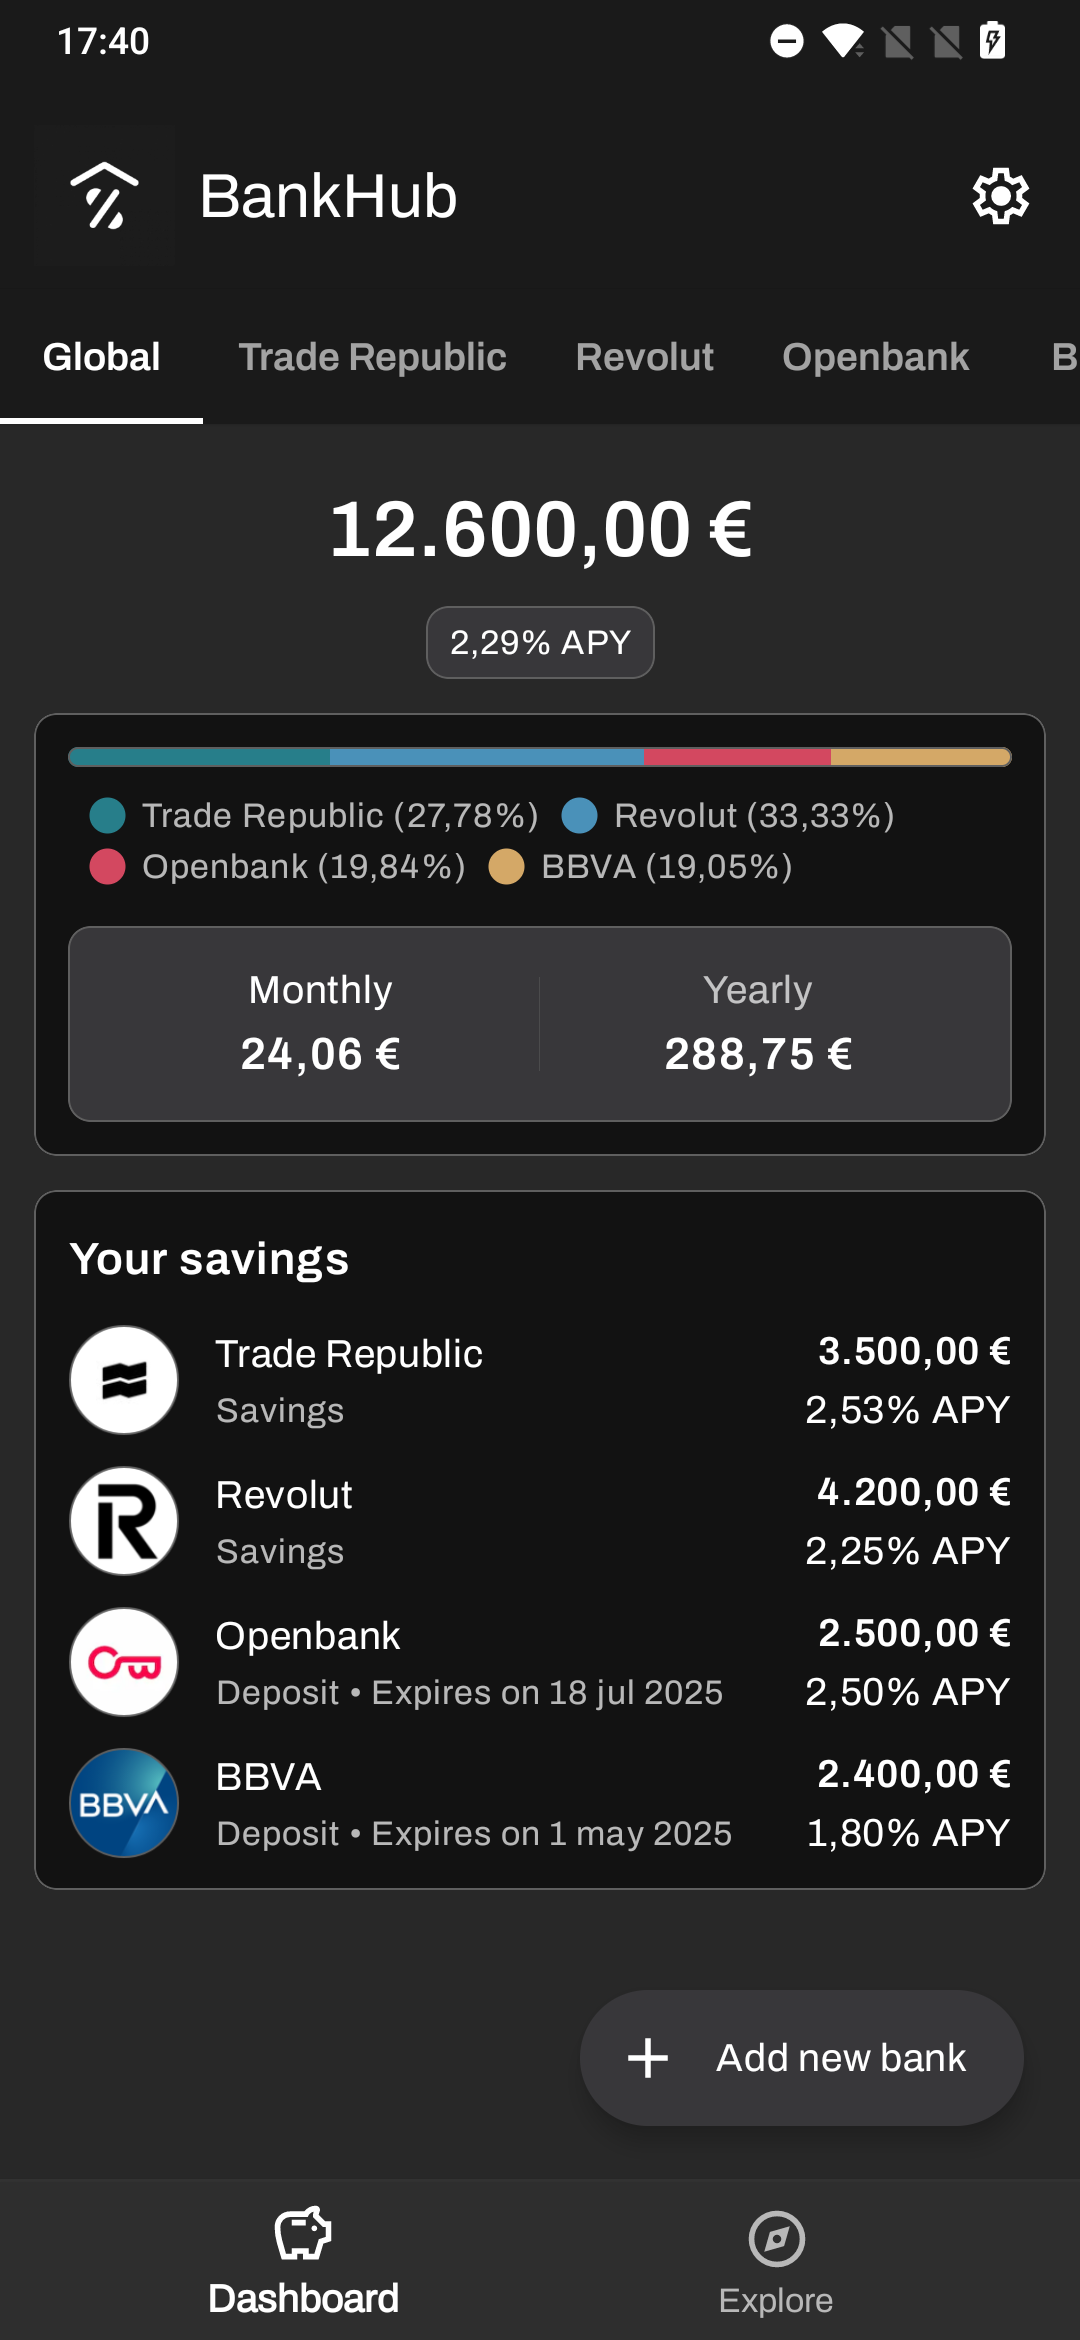 17:40
BankHub
Global Trade Republic Revolut Openbank B
12.600,00 €
2,29% APY
Trade Republic (27,78%) Revolut (33,33%)
Openbank (19,84%) BBVA (19,05%)
Monthly Yearly
24,06 € 288,75 €
Your savings
Trade Republic 3.500,00 €
Savings 2,53% APY
Revolut 4.200,00 €
Savings 2,25% APY
Openbank 2.500,00 €
Deposit • Expires on 18 jul 2025 2,50% APY
BBVA BBVA 2.400,00 €
Deposit • Expires on 1 may 2025 1,80% APY
Add new bank
Dashboard Explore